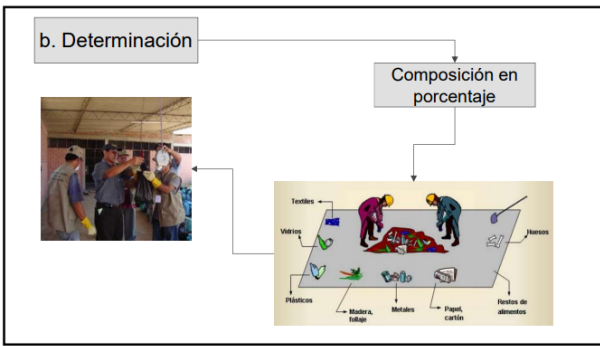 b. Determinación
Composición en
porcentaje
Textiles
Vidrios
Huesos
Plásticos
Madera,
follaje
Metales
Papel,
cartón
Restos de
alimentos